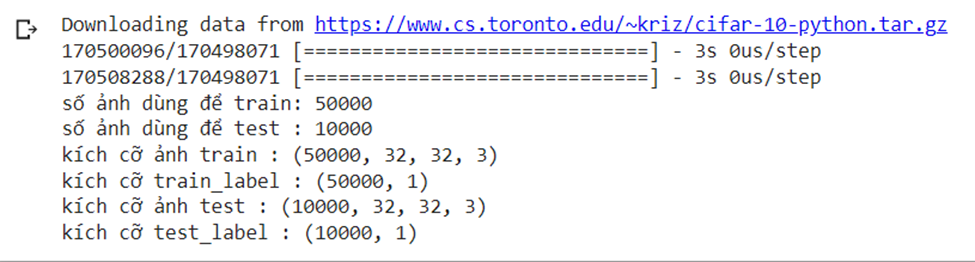 Downloading data from https://www.cs.toronto.edu/~kriz/cifar-10-python.tar.gz
170500096/170498071 [==============================] - 3s 0us/step
170508288/170498071 [==============================] - 3s 0us/step
số ảnh dùng để train: 50000
số ảnh dùng để test : 10000
kích cỡ ảnh train : (50000, 32, 32, 3)
kích cỡ train_label : (50000, 1)
kích cỡ ảnh test : (10000, 32, 32, 3)
kích cỡ test_label : (10000, 1)